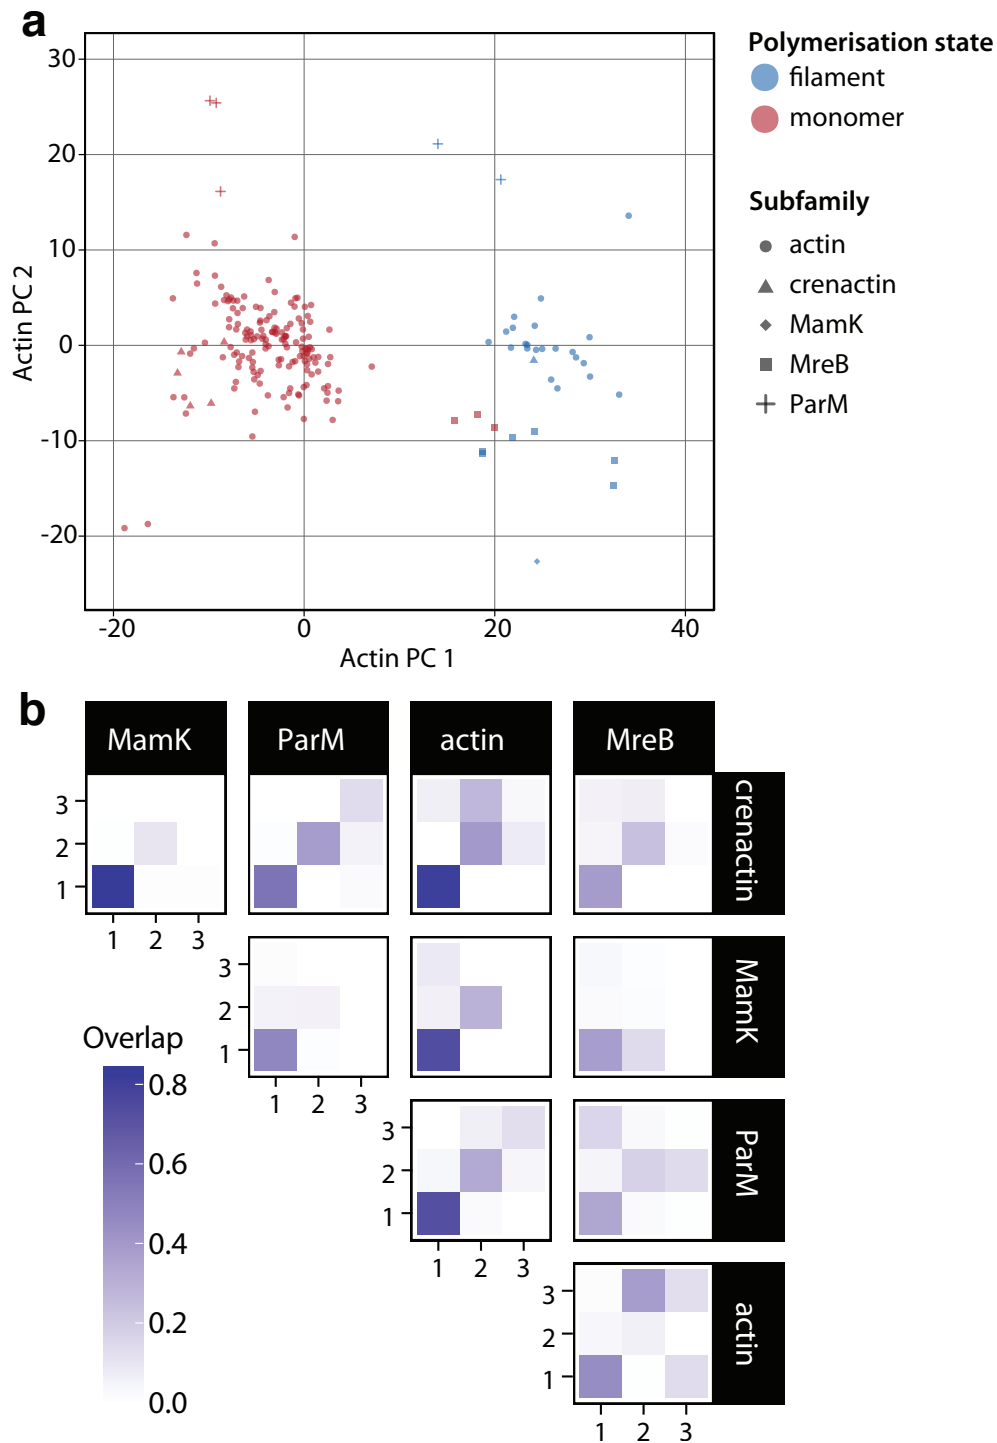 a
30
20
10
0
-10
-20
-20 0 20 40
Actin PC 2
Actin PC 1
Polymerisation state
filament
monomer
Subfamily
actin
crenactin
MamK
MreB
ParM
b
MamK ParM actin MreB
3
2
1
crenactin
1 2 3
3
2
1
MamK
1 2 3
3
2
1
ParM
1 2 3
3
2
1
actin
1 2 3
Overlap
0.8
0.6
0.4
0.2
0.0